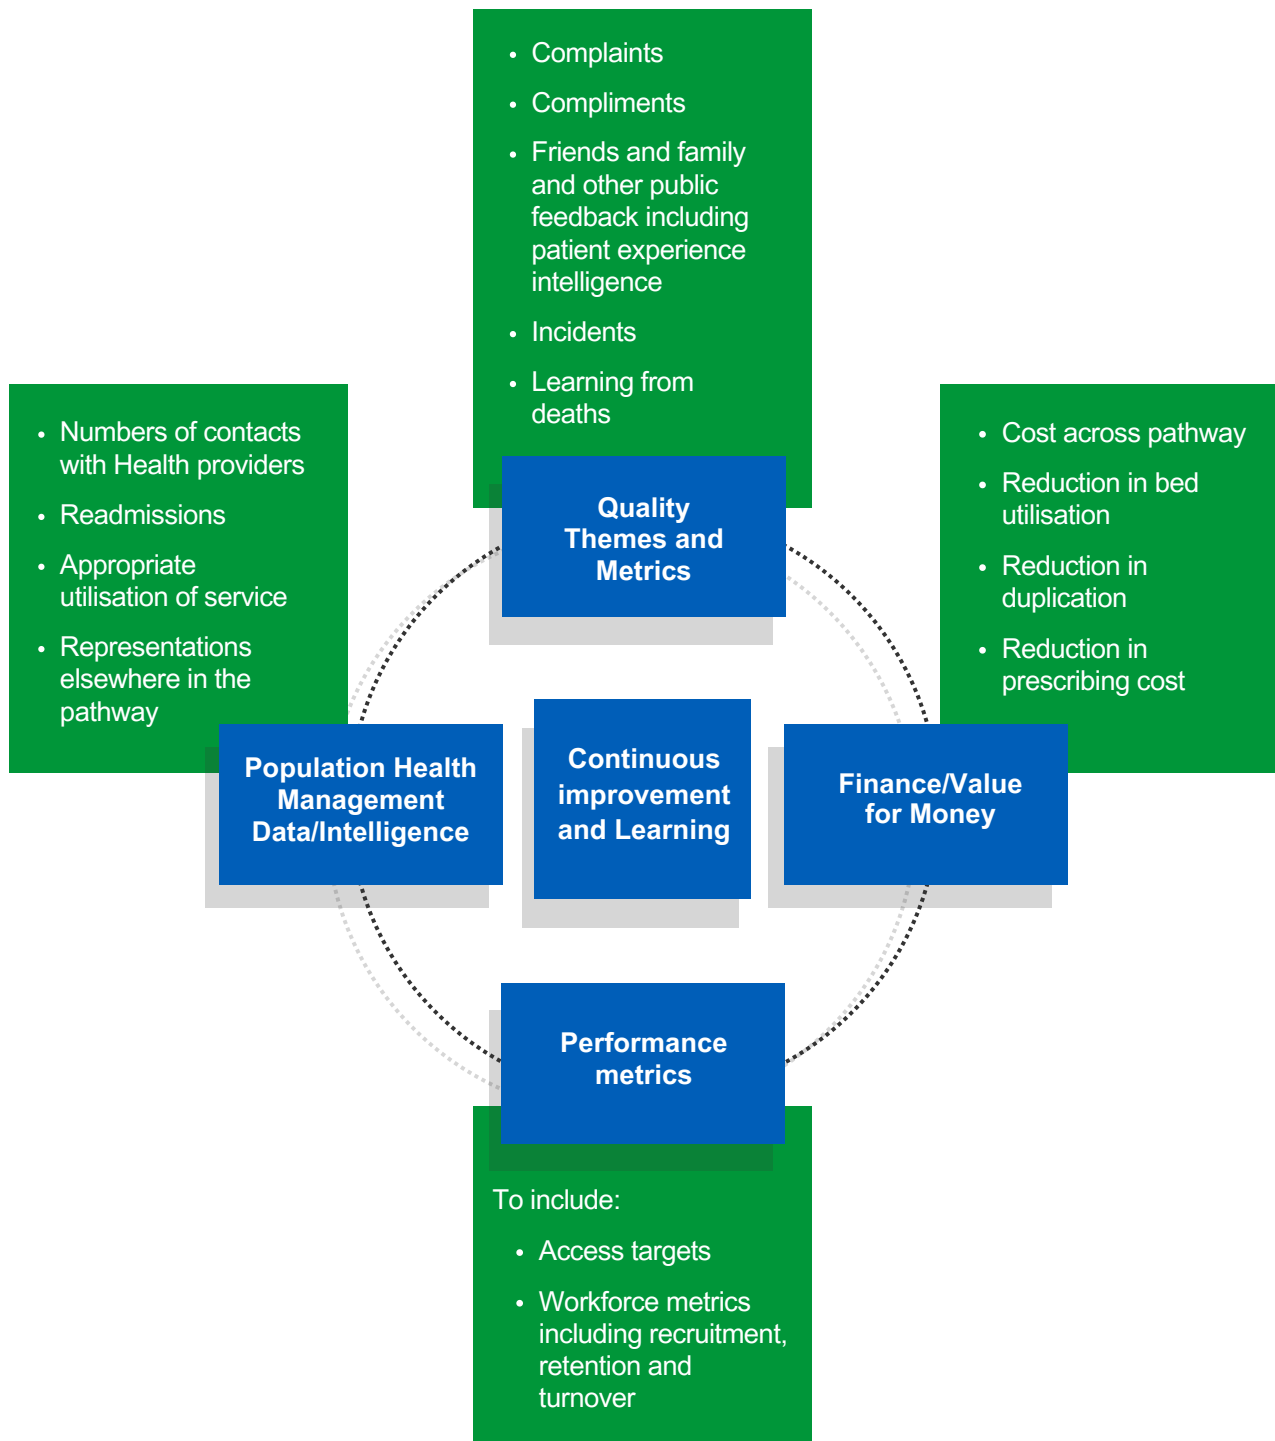 • Complaints
• Compliments
• Friends and family
and other public
feedback including
patient experience
intelligence
• Incidents
• Learning from
deaths
Quality
Themes and
Metrics
• Numbers of contacts
with Health providers
• Readmissions
• Appropriate
utilisation of service
• Representations
elsewhere in the
pathway
Population Health
Management
Data/Intelligence
Continuous
improvement
and Learning
• Cost across pathway
• Reduction in bed
utilisation
• Reduction in
duplication
• Reduction in
prescribing cost
Finance/Value
for Money
Performance
metrics
To include:
• Access targets
• Workforce metrics
including recruitment,
retention and
turnover